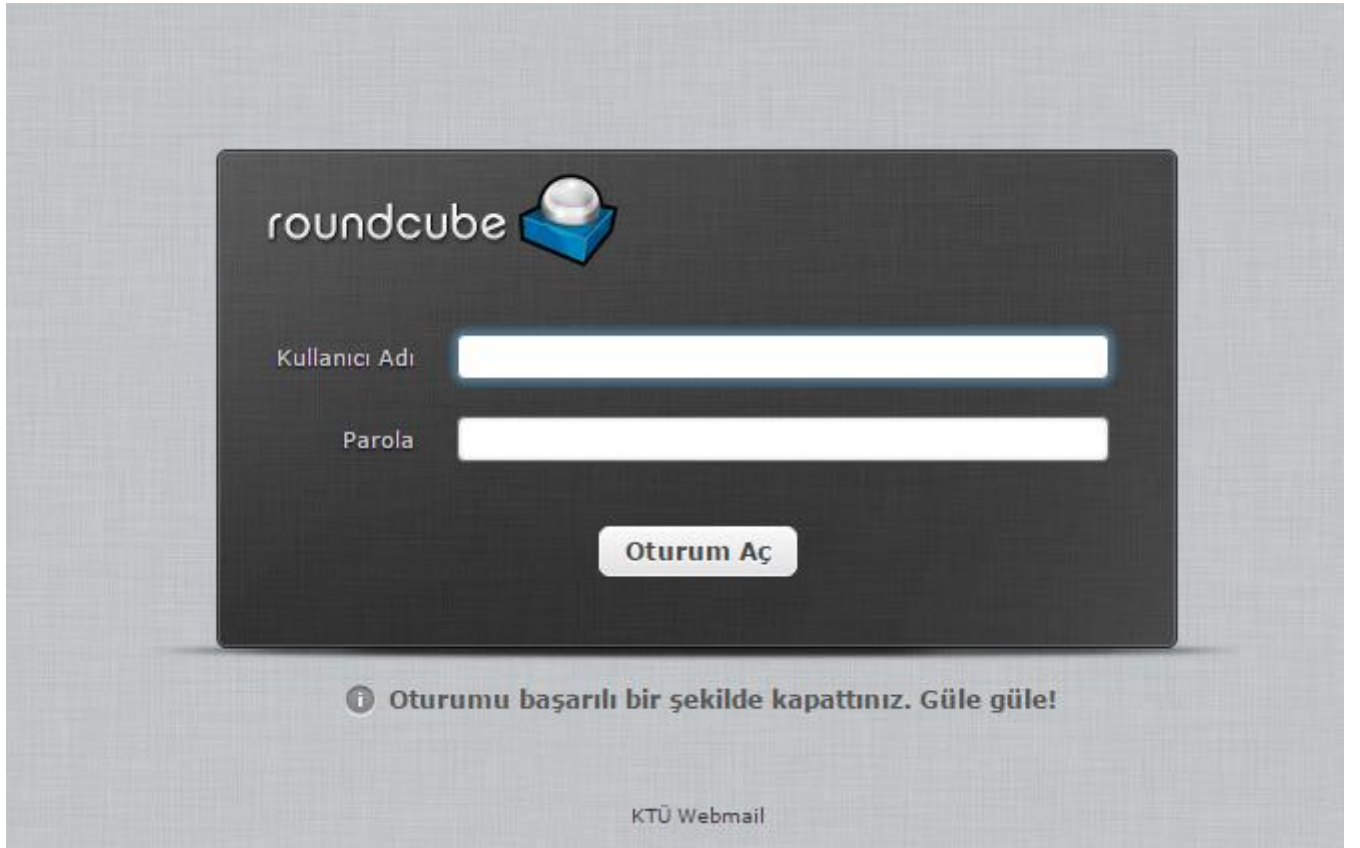 roundcube
Kullanıcı Adı
Parola
Oturum Aç
Oturumu başarılı bir şekilde kapattınız. Güle güle!
KTÜ Webmail